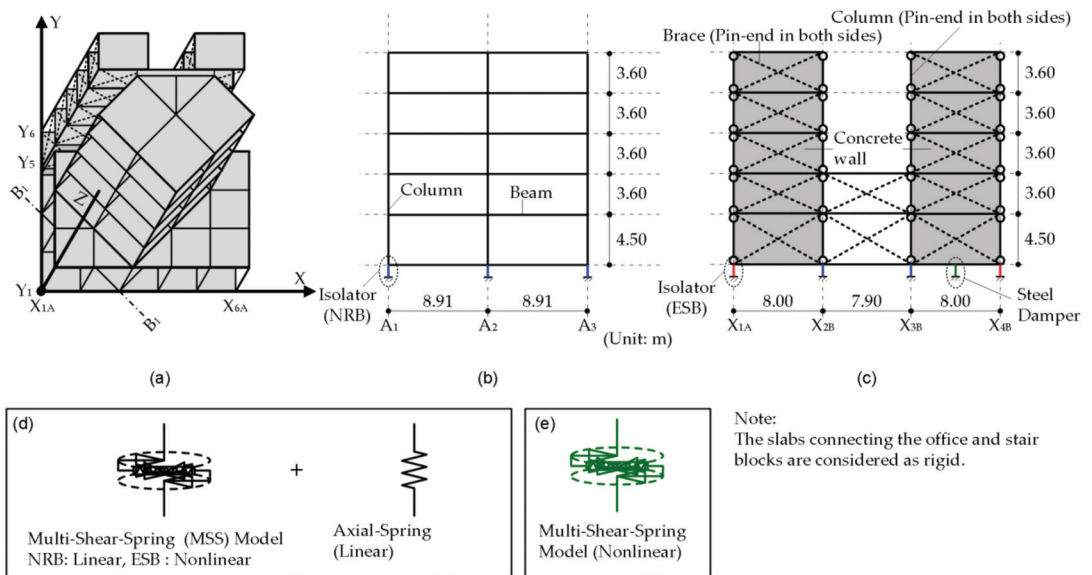 Y
Y6
Y5
B1
Z
Y1
X1A
B1
X6A
X
(a)
3.60
3.60
3.60
3.60
4.50
Column
Beam
Isolator
(NRB)
8.91
8.91
A1
A2
A3
(Unit: m)
(b)
Column (Pin-end in both sides)
Brace (Pin-end in both sides)
3.60
3.60
3.60
3.60
4.50
Concrete
wall
Isolator
(ESB)
8.00
7.90
8.00
Steel
Damper
X1B
X2B
X3B
X4B
(c)
(d)
+
Multi-Shear-Spring (MSS) Model
NRB: Linear, ESB : Nonlinear
Axial-Spring
(Linear)
(e)
Multi-Shear-Spring
Model (Nonlinear)
Note:
The slabs connecting the office and stair
blocks are considered as rigid.